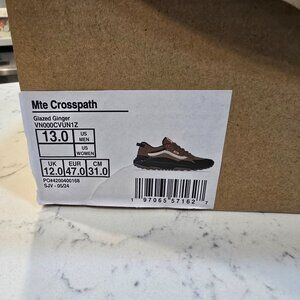 Mte Crosspath
Glazed Ginger
VN000CVUN1Z
13.0 US MEN
US WOMEN
UK EUR CM
12.0 47.0 31.0
PO#4200400168
SJV - 05/24
1 97065 57162 7